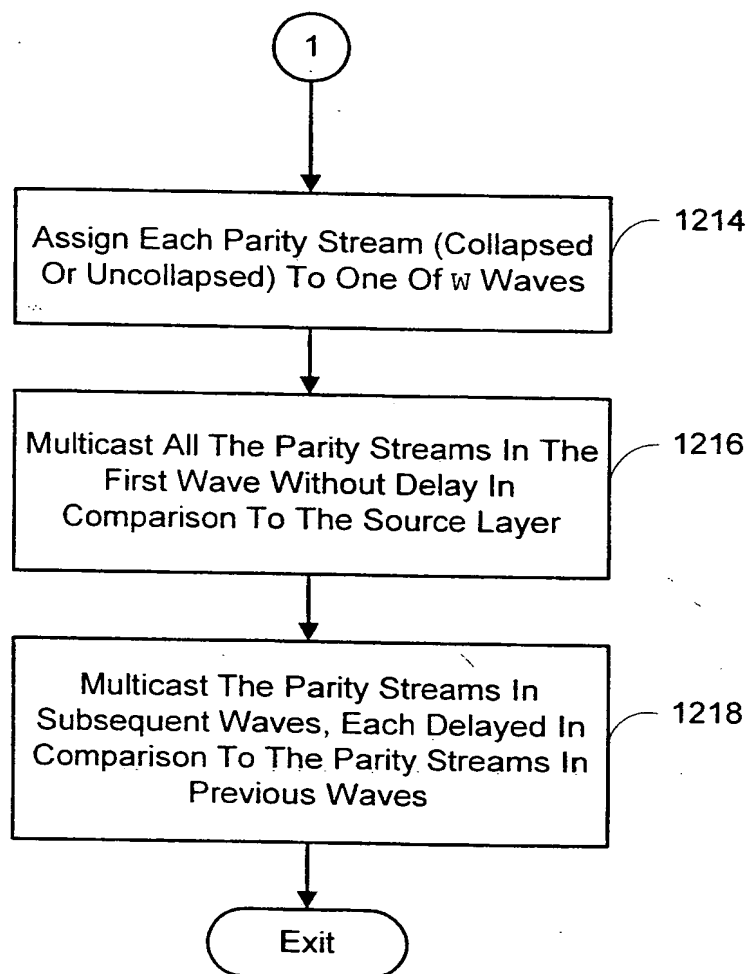 1
Assign Each Parity Stream (Collapsed
Or Uncollapsed) To One Of W Waves
1214
Multicast All The Parity Streams In The
First Wave Without Delay In
Comparison To The Source Layer
1216
Multicast The Parity Streams In
Subsequent Waves, Each Delayed In
Comparison To The Parity Streams In
Previous Waves
1218
Exit